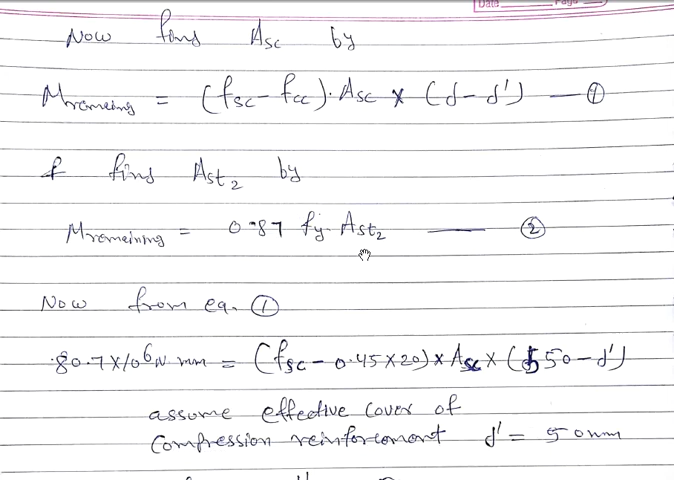 Date Page
Now find Asc by
Mremaining = (fsc - fcc). Asc × (d - d') — ①
& find Ast2 by
Mremaining = 0.87 fy. Ast2 — ②
Now from eq. ①
80.7 × 10^6 N.mm = (fsc - 0.45 × 20) × Asc × (550 - d')
assume effective cover of
compression reinforcement d' = 50mm